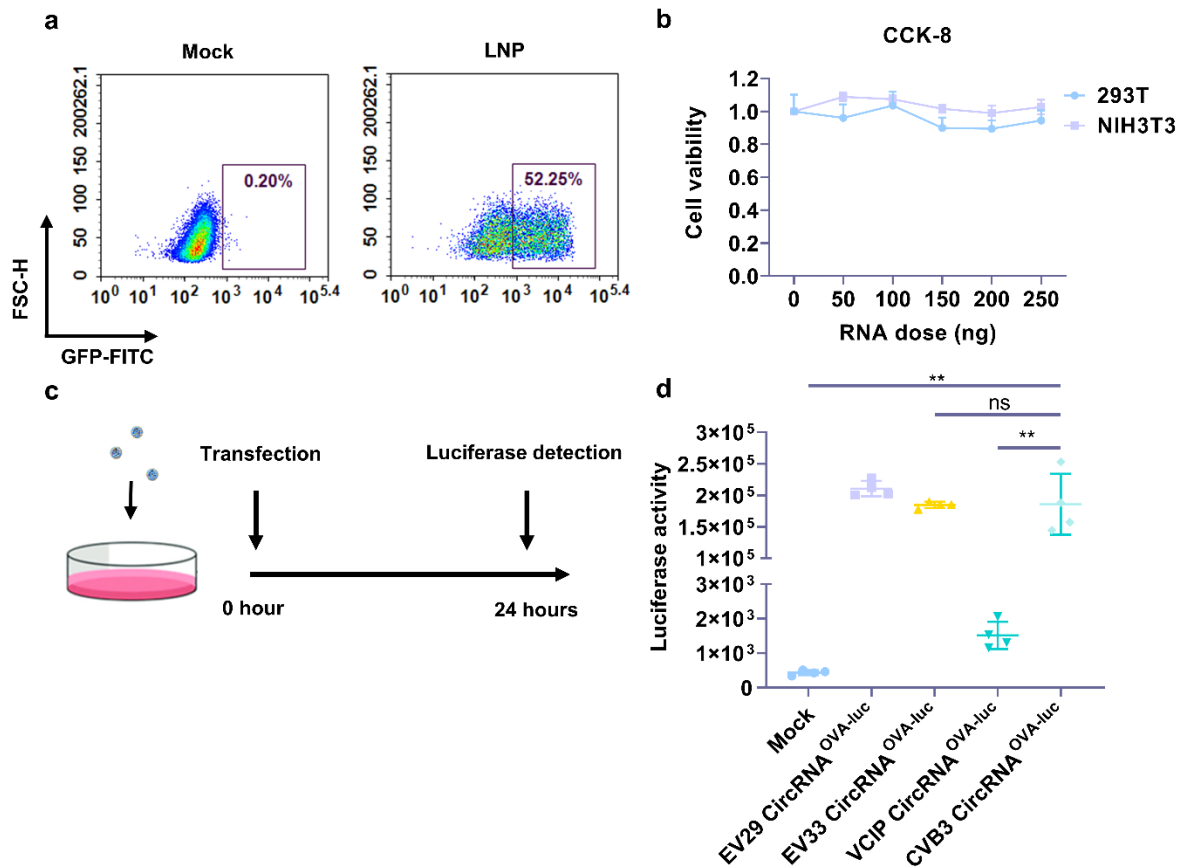 a
Mock
LNP
0.20%
52.25%
200262.1
150
100
50
0
200262.1
150
100
50
0
10^0 10^1 10^2 10^3 10^4 10^5.4
10^0 10^1 10^2 10^3 10^4 10^5.4
FSC-H
GFP-FITC
b
CCK-8
1.2
1.0
0.8
0.6
0.4
0.2
0.0
Cell vaibility
0 50 100 150 200 250
RNA dose (ng)
293T
NIH3T3
c
Transfection
Luciferase detection
0 hour
24 hours
d
**
ns
**
3×10^5
2.5×10^5
2×10^5
1.5×10^5
1×10^5
3×10^3
2×10^3
1×10^3
0
Luciferase activity
Mock
EV29 CircRNA^OVA-luc
EV33 CircRNA^OVA-luc
VCIP CircRNA^OVA-luc
CVB3 CircRNA^OVA-luc